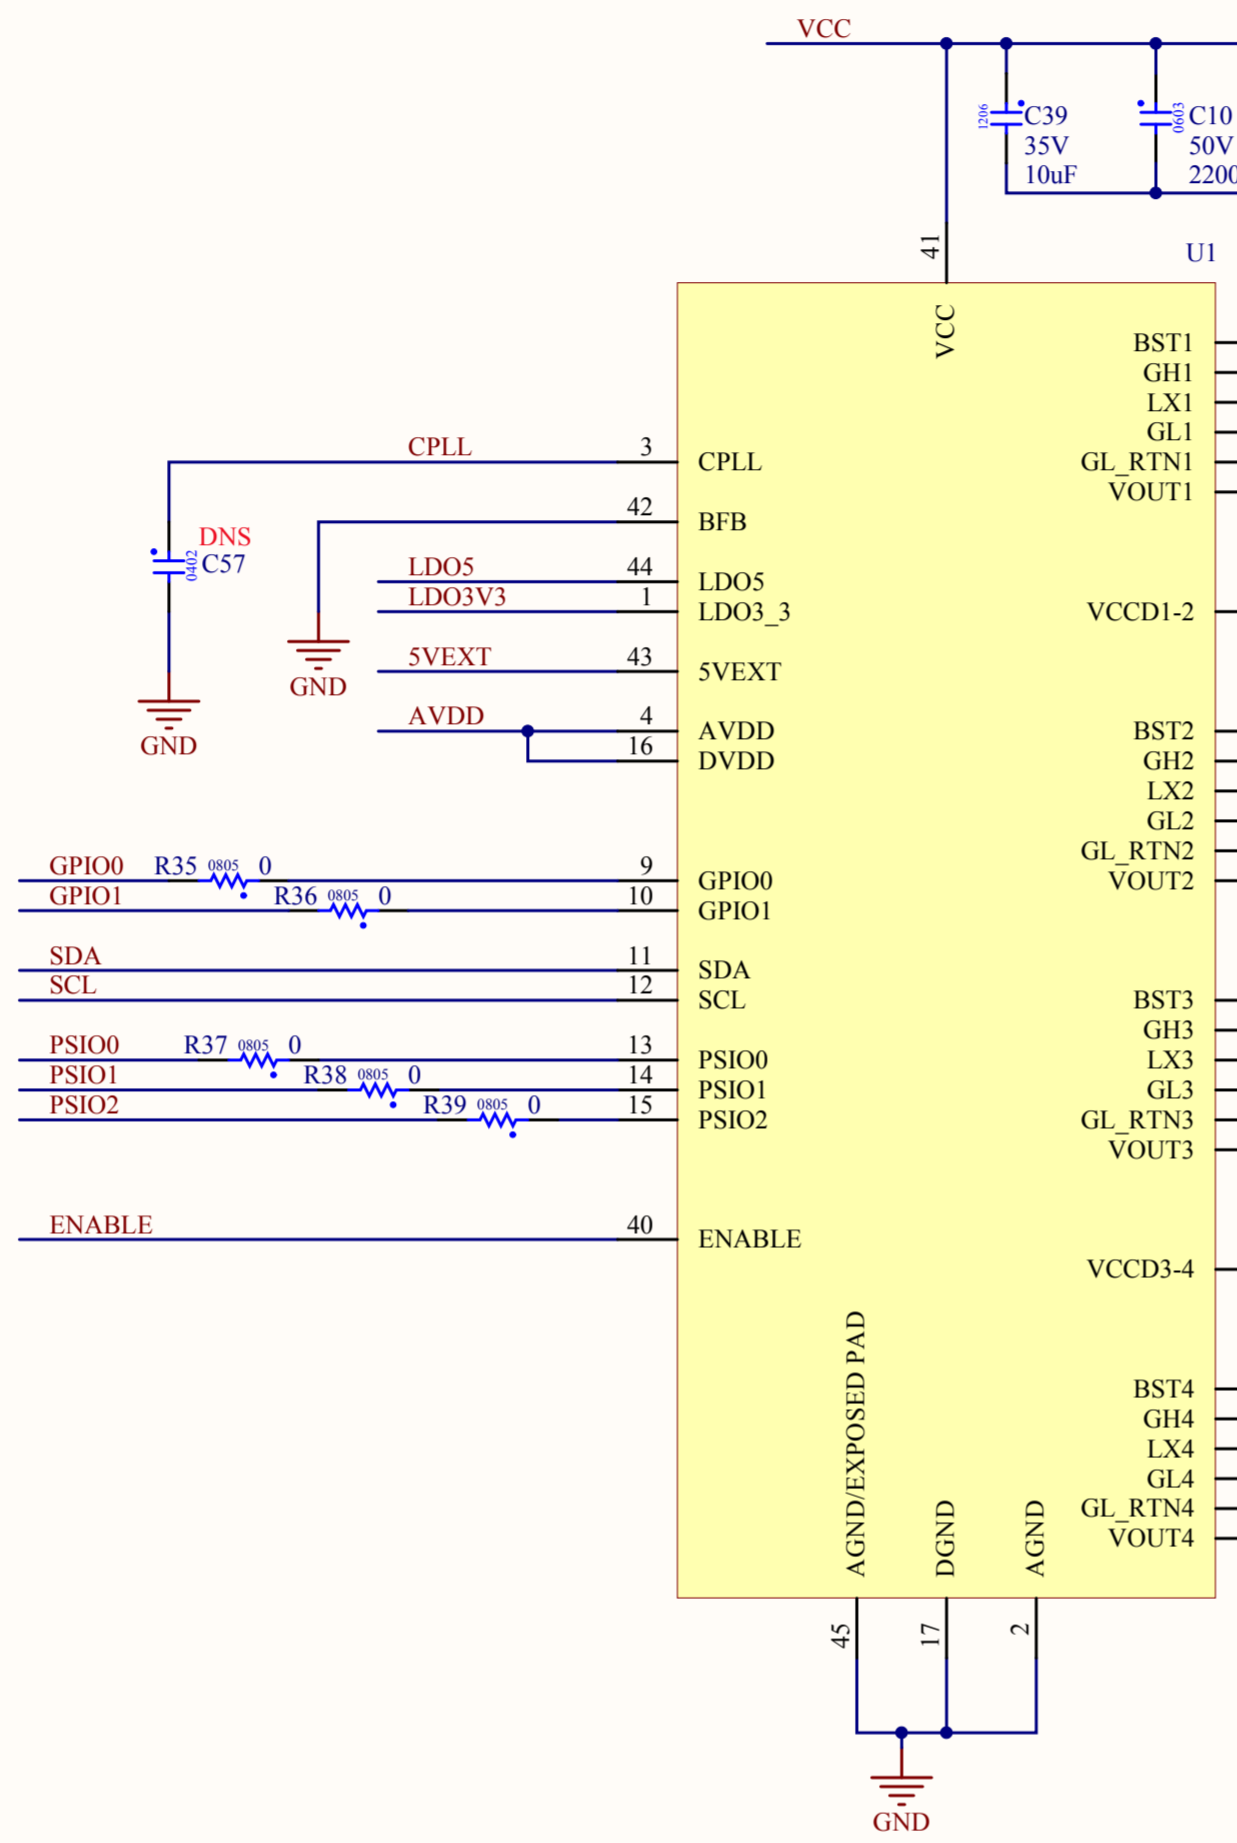 VCC
1206
C39
35V
10uF
0603
C10
50V
2200
41
U1
VCC
BST1
GH1
LX1
GL1
CPLL 3 CPLL GL_RTN1
VOUT1
42 BFB
DNS
0402
C57
LDO5 44 LDO5
LDO3V3 1 LDO3_3 VCCD1-2
5VEXT 43 5VEXT
GND
AVDD 4 AVDD BST2
16 DVDD GH2
GND
LX2
GL2
GL_RTN2
GPIO0 R35 0805 0 9 GPIO0 VOUT2
GPIO1 R36 0805 0 10 GPIO1
SDA 11 SDA
SCL 12 SCL BST3
GH3
PSIO0 R37 0805 0 13 PSIO0 LX3
PSIO1 R38 0805 0 14 PSIO1 GL3
PSIO2 R39 0805 0 15 PSIO2 GL_RTN3
VOUT3
ENABLE 40 ENABLE
VCCD3-4
BST4
GH4
LX4
GL4
GL_RTN4
VOUT4
AGND/EXPOSED PAD
DGND
AGND
45
17
2
GND